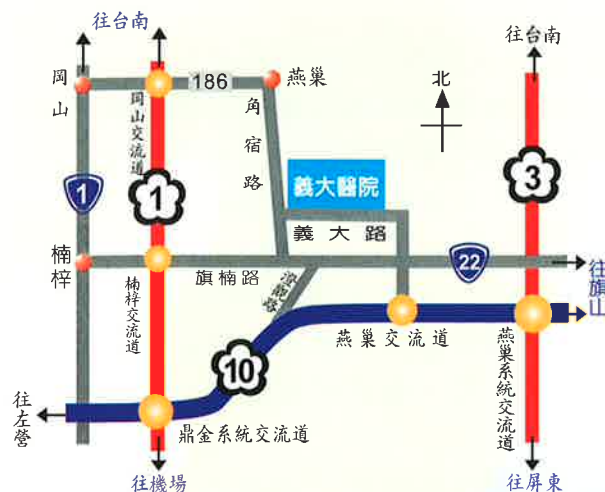 往台南
往台南
岡山
岡山交流道
186
燕巢
角宿路
北
1
1
3
義大醫院
義大路
楠梓
楠梓交流道
旗楠路
澄觀路
22
往旗山
燕巢交流道
燕巢系統交流道
10
往左營
鼎金系統交流道
往機場
往屏東